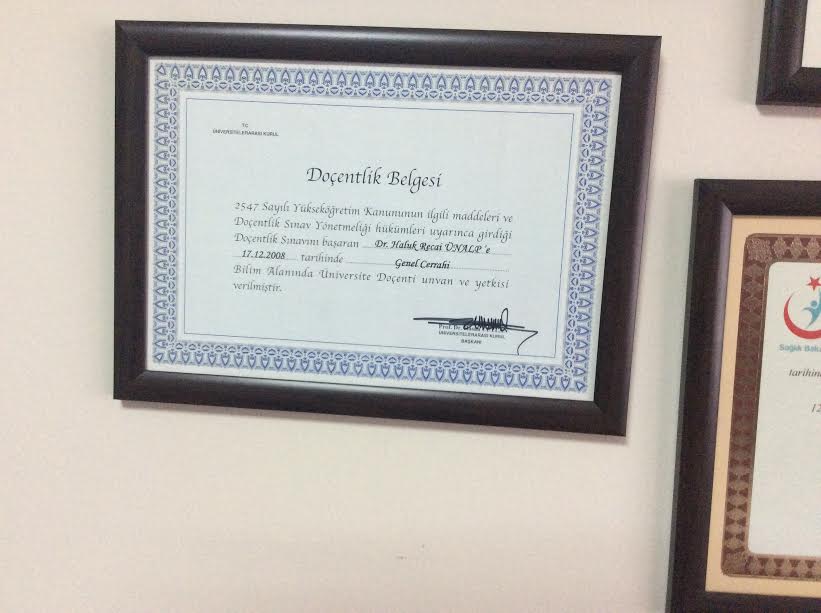 T.C.
ÜNİVERSİTELERARASI KURUL
Doçentlik Belgesi
2547 Sayılı Yükseköğretim Kanununun ilgili maddeleri ve
Doçentlik Sınav Yönetmeliği hükümleri uyarınca girdiği
Doçentlik Sınavını başaran Dr. Haluk Recai ÜNALP'e
17.12.2008 tarihinde Genel Cerrahi
Bilim Alanında Üniversite Doçenti unvan ve yetkisi
verilmiştir.
Prof. Dr.
ÜNİVERSİTELERARASI KURUL
BAŞKANI
Sağlık
12